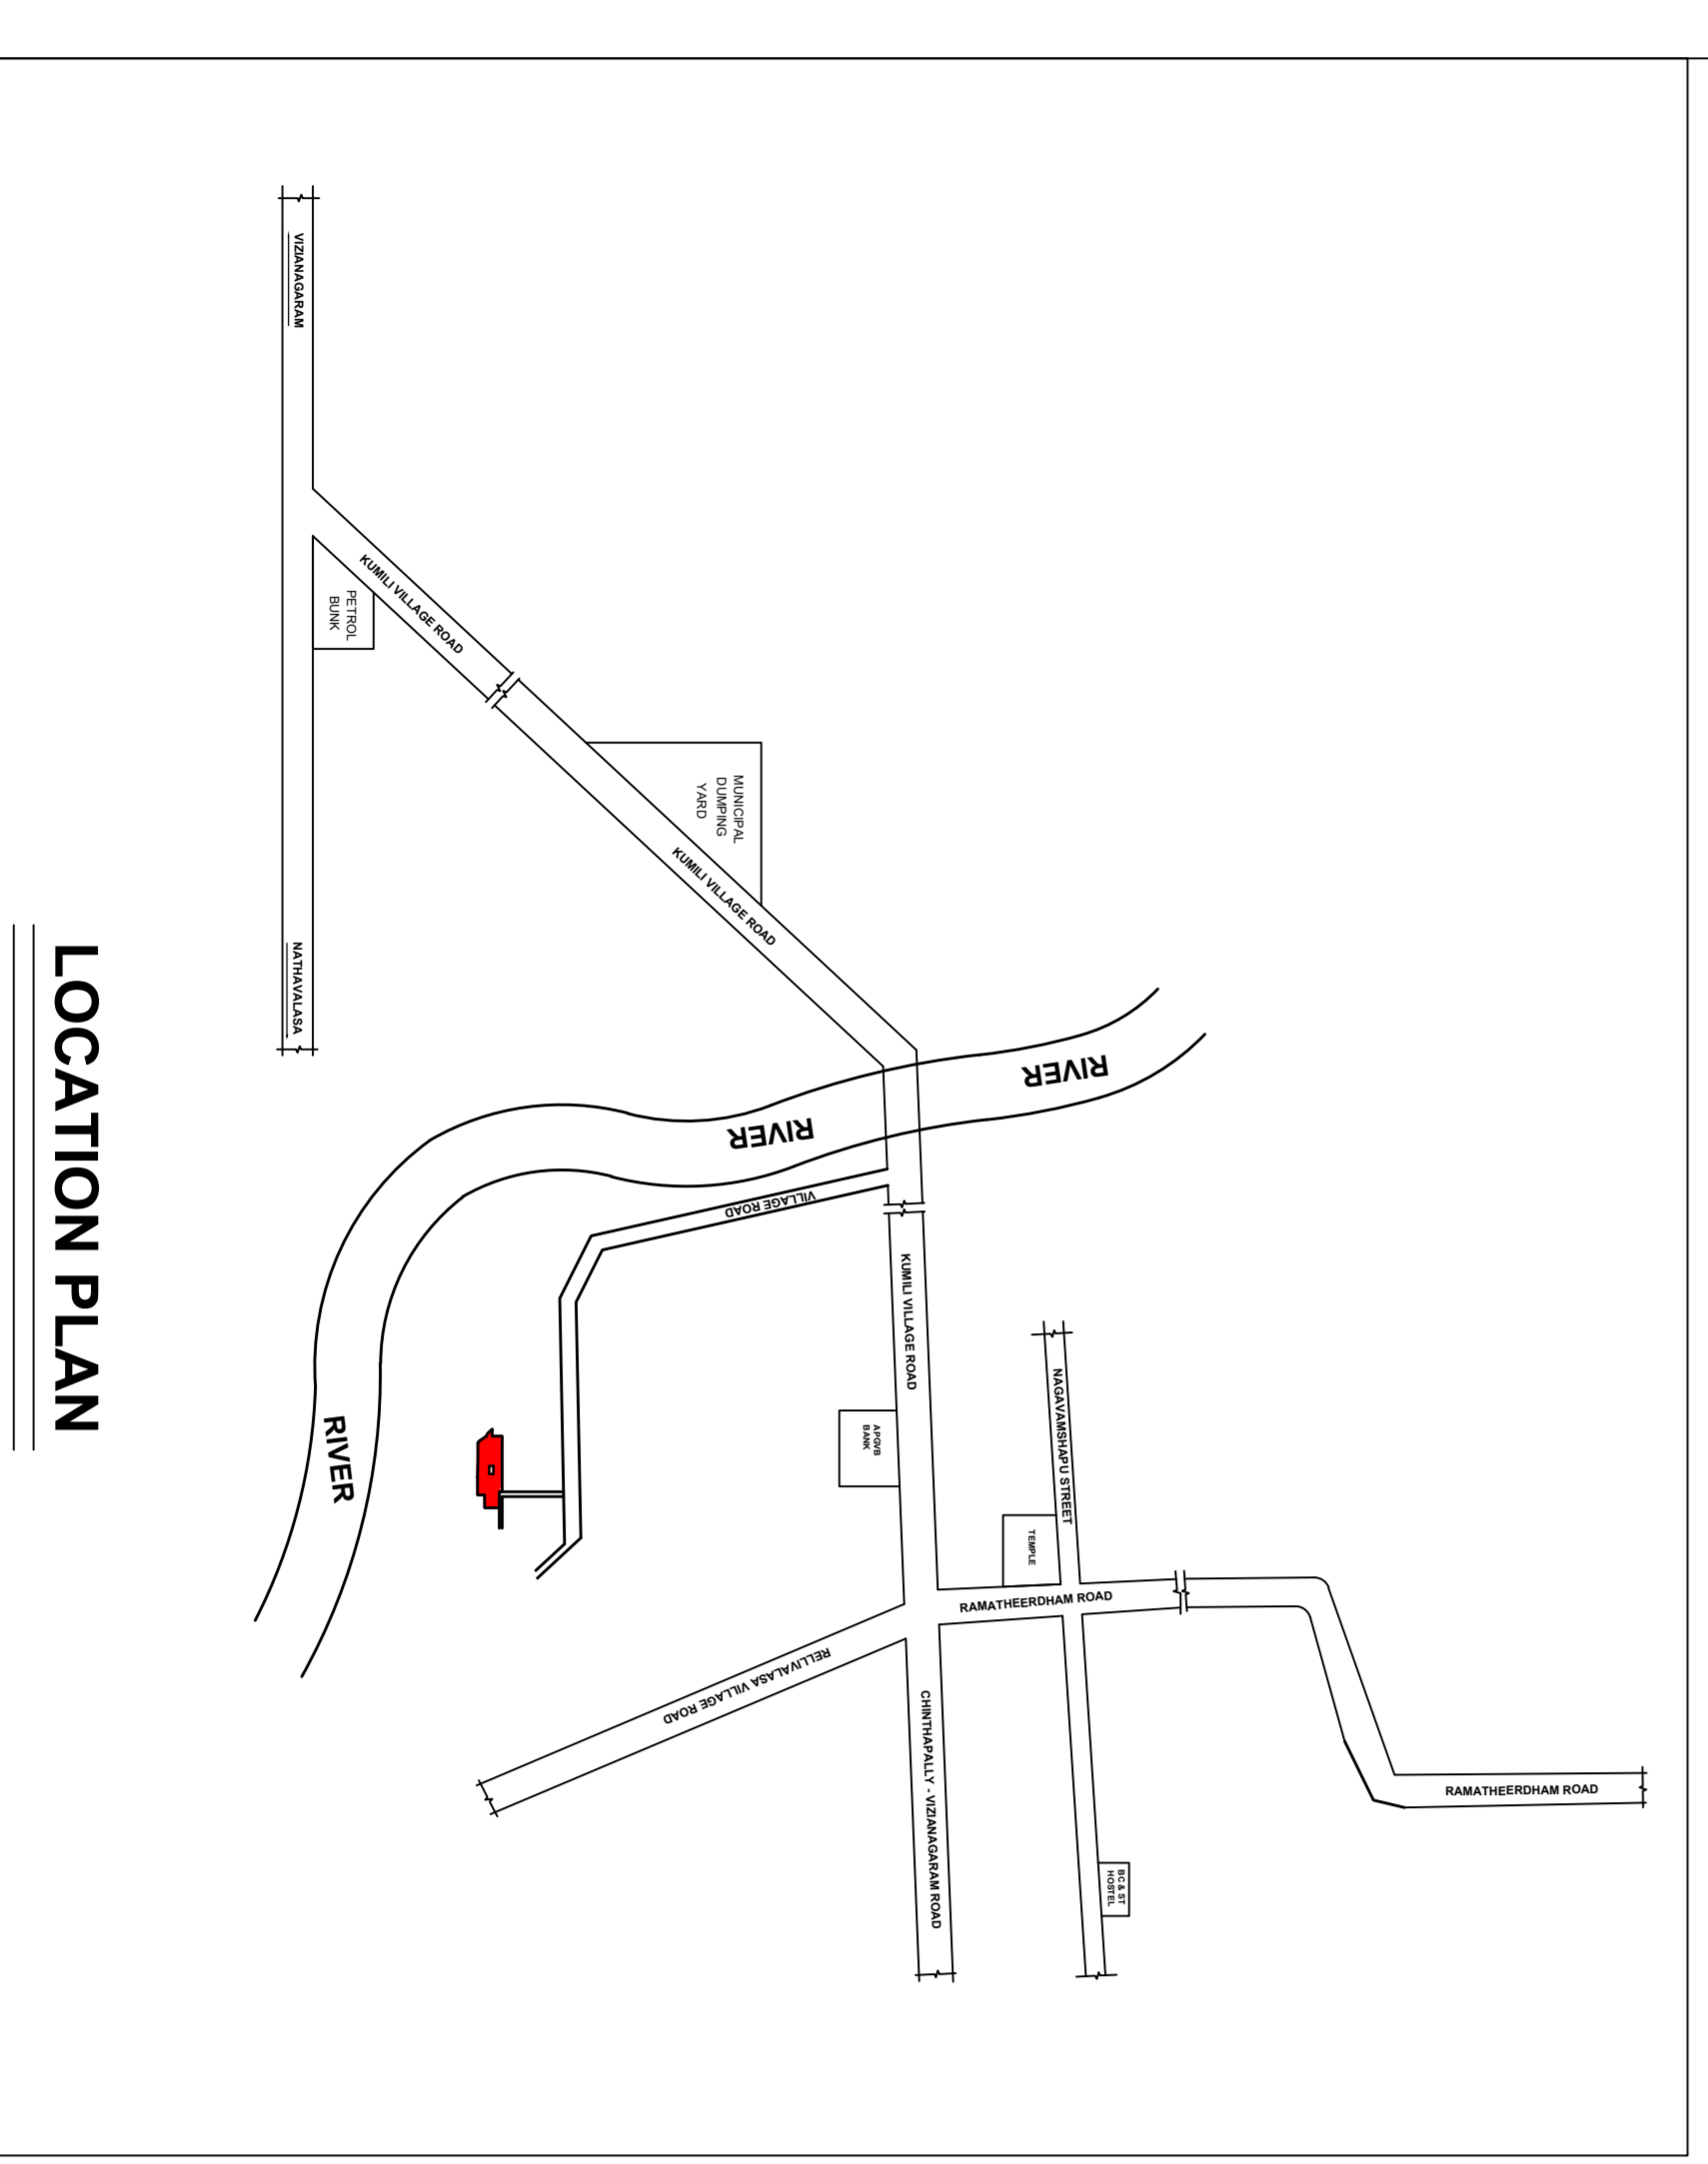 VIZIANAGARAM
KUMILI VILLAGE ROAD
PETROL
BUNK
MUNICIPAL
DUMPING
YARD
KUMILI VILLAGE ROAD
NATHAVALASA
RIVER
RIVER
VILLAGE ROAD
KUMILI VILLAGE ROAD
NAGAVAMSHAPU STREET
APGVB
BANK
RIVER
TEMPLE
RAMATHEERDHAM ROAD
RELLIVALASA VILLAGE ROAD
CHINTHAPALLY - VIZIANAGARAM ROAD
RAMATHEERDHAM ROAD
BC & ST
HOSTEL
LOCATION PLAN